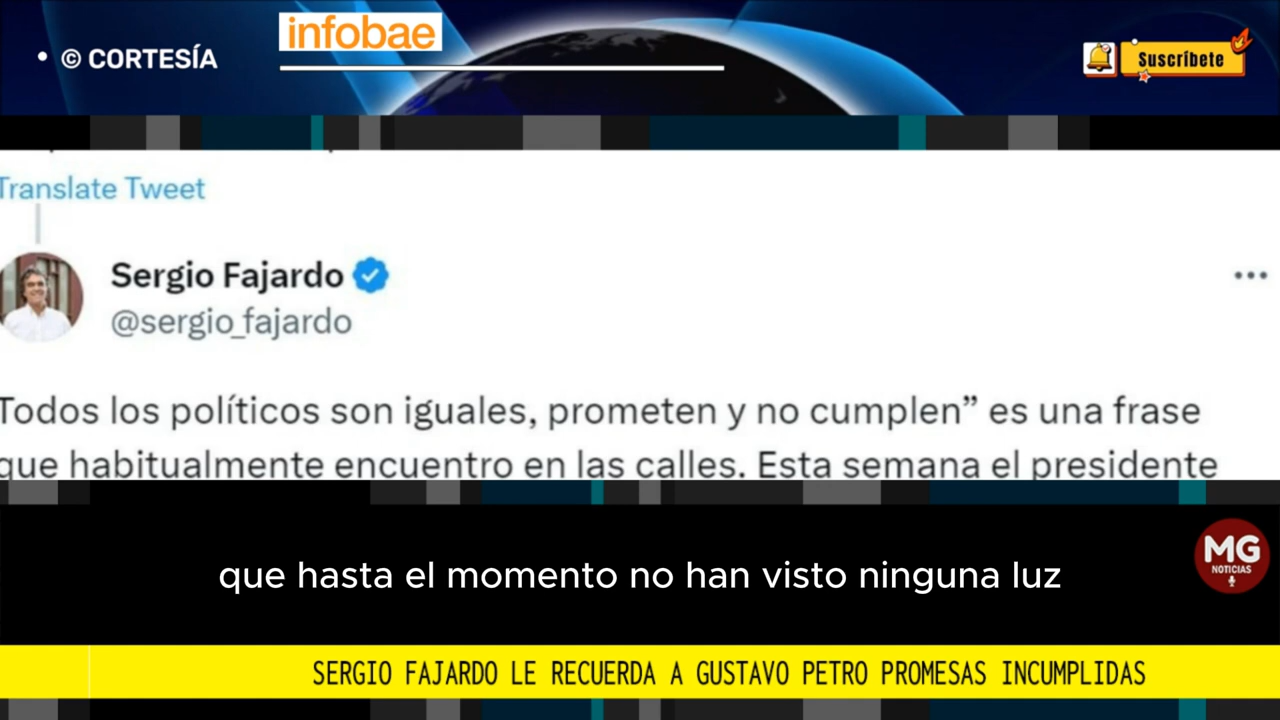 infobae
• © CORTESÍA
Suscríbete
Translate Tweet
Sergio Fajardo
@sergio_fajardo
Todos los políticos son iguales, prometen y no cumplen” es una frase
que habitualmente encuentro en las calles. Esta semana el presidente
que hasta el momento no han visto ninguna luz
MG
NOTICIAS
SERGIO FAJARDO LE RECUERDA A GUSTAVO PETRO PROMESAS INCUMPLIDAS